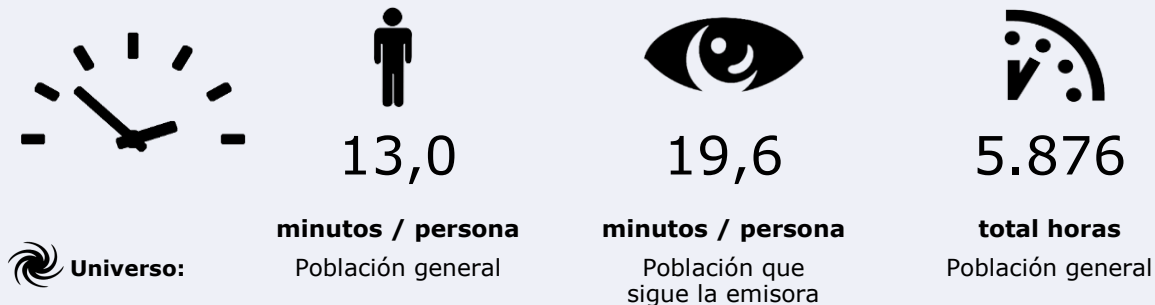 13,0
19,6
5.876
minutos / persona
minutos / persona
total horas
Universo:
Población general
Población que
sigue la emisora
Población general